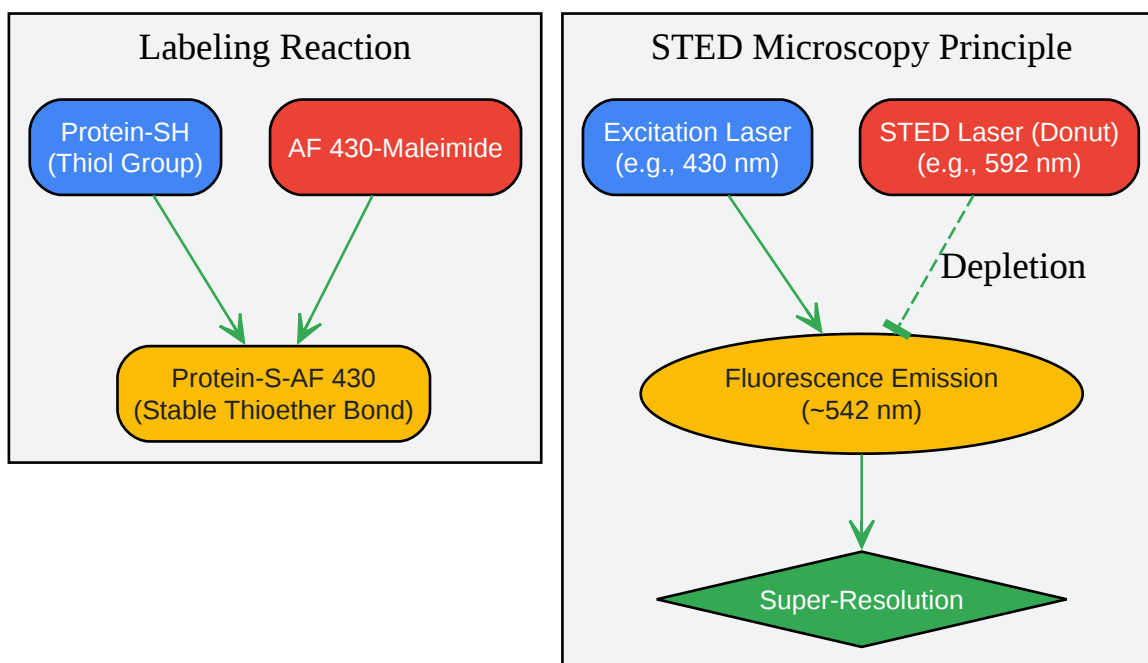 Labeling Reaction
Protein-SH
(Thiol Group)
AF 430-Maleimide
Protein-S-AF 430
(Stable Thioether Bond)
STED Microscopy Principle
Excitation Laser
(e.g., 430 nm)
STED Laser (Donut)
(e.g., 592 nm)
Depletion
Fluorescence Emission
(~542 nm)
Super-Resolution